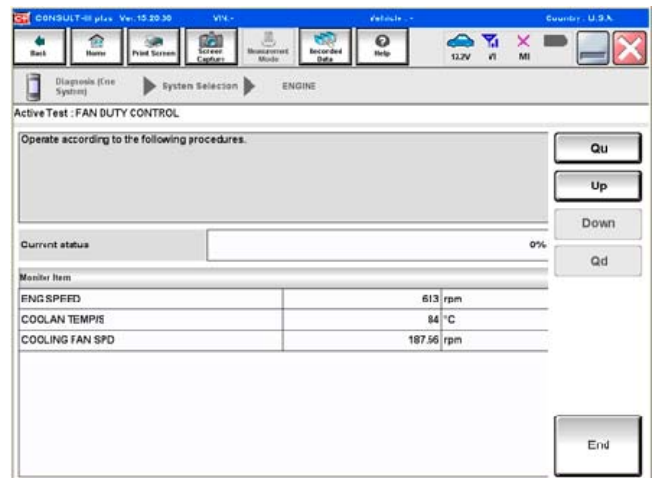 CONSULT-III plus Ver.15.20.30 VIN:- Vehicle : - Country : U.S.A.
Back Home Print Screen Screen Capture Measurement Mode Recorded Data Help 13.2V VI MI
Diagnosis (One System) System Selection ENGINE
Active Test : FAN DUTY CONTROL
Operate according to the following procedures.
Qu
Up
Down
Current status 0%
Qd
Monitor Item
ENG SPEED 613 rpm
COOLAN TEMP/S 84 °C
COOLING FAN SPD 187.56 rpm
End